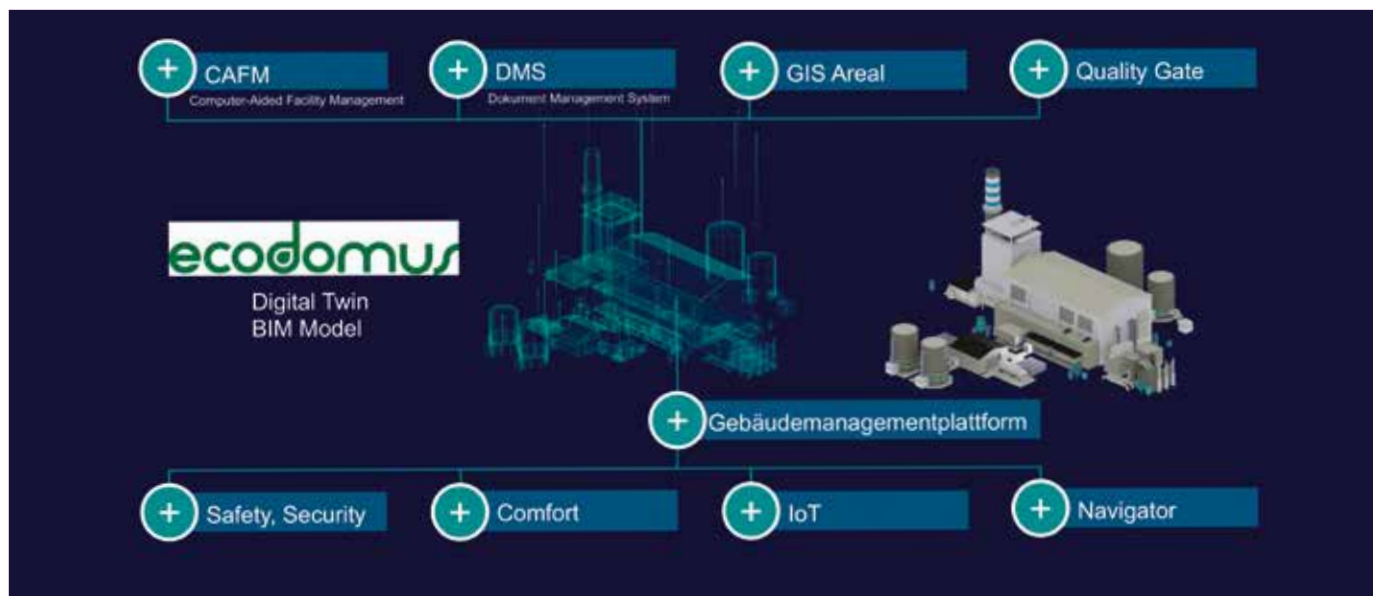 CAFM
Computer-Aided Facility Management
DMS
Dokument Management System
GIS Areal
Quality Gate
ecodomus
Digital Twin
BIM Model
Gebäudemanagementplattform
Safety, Security
Comfort
IoT
Navigator